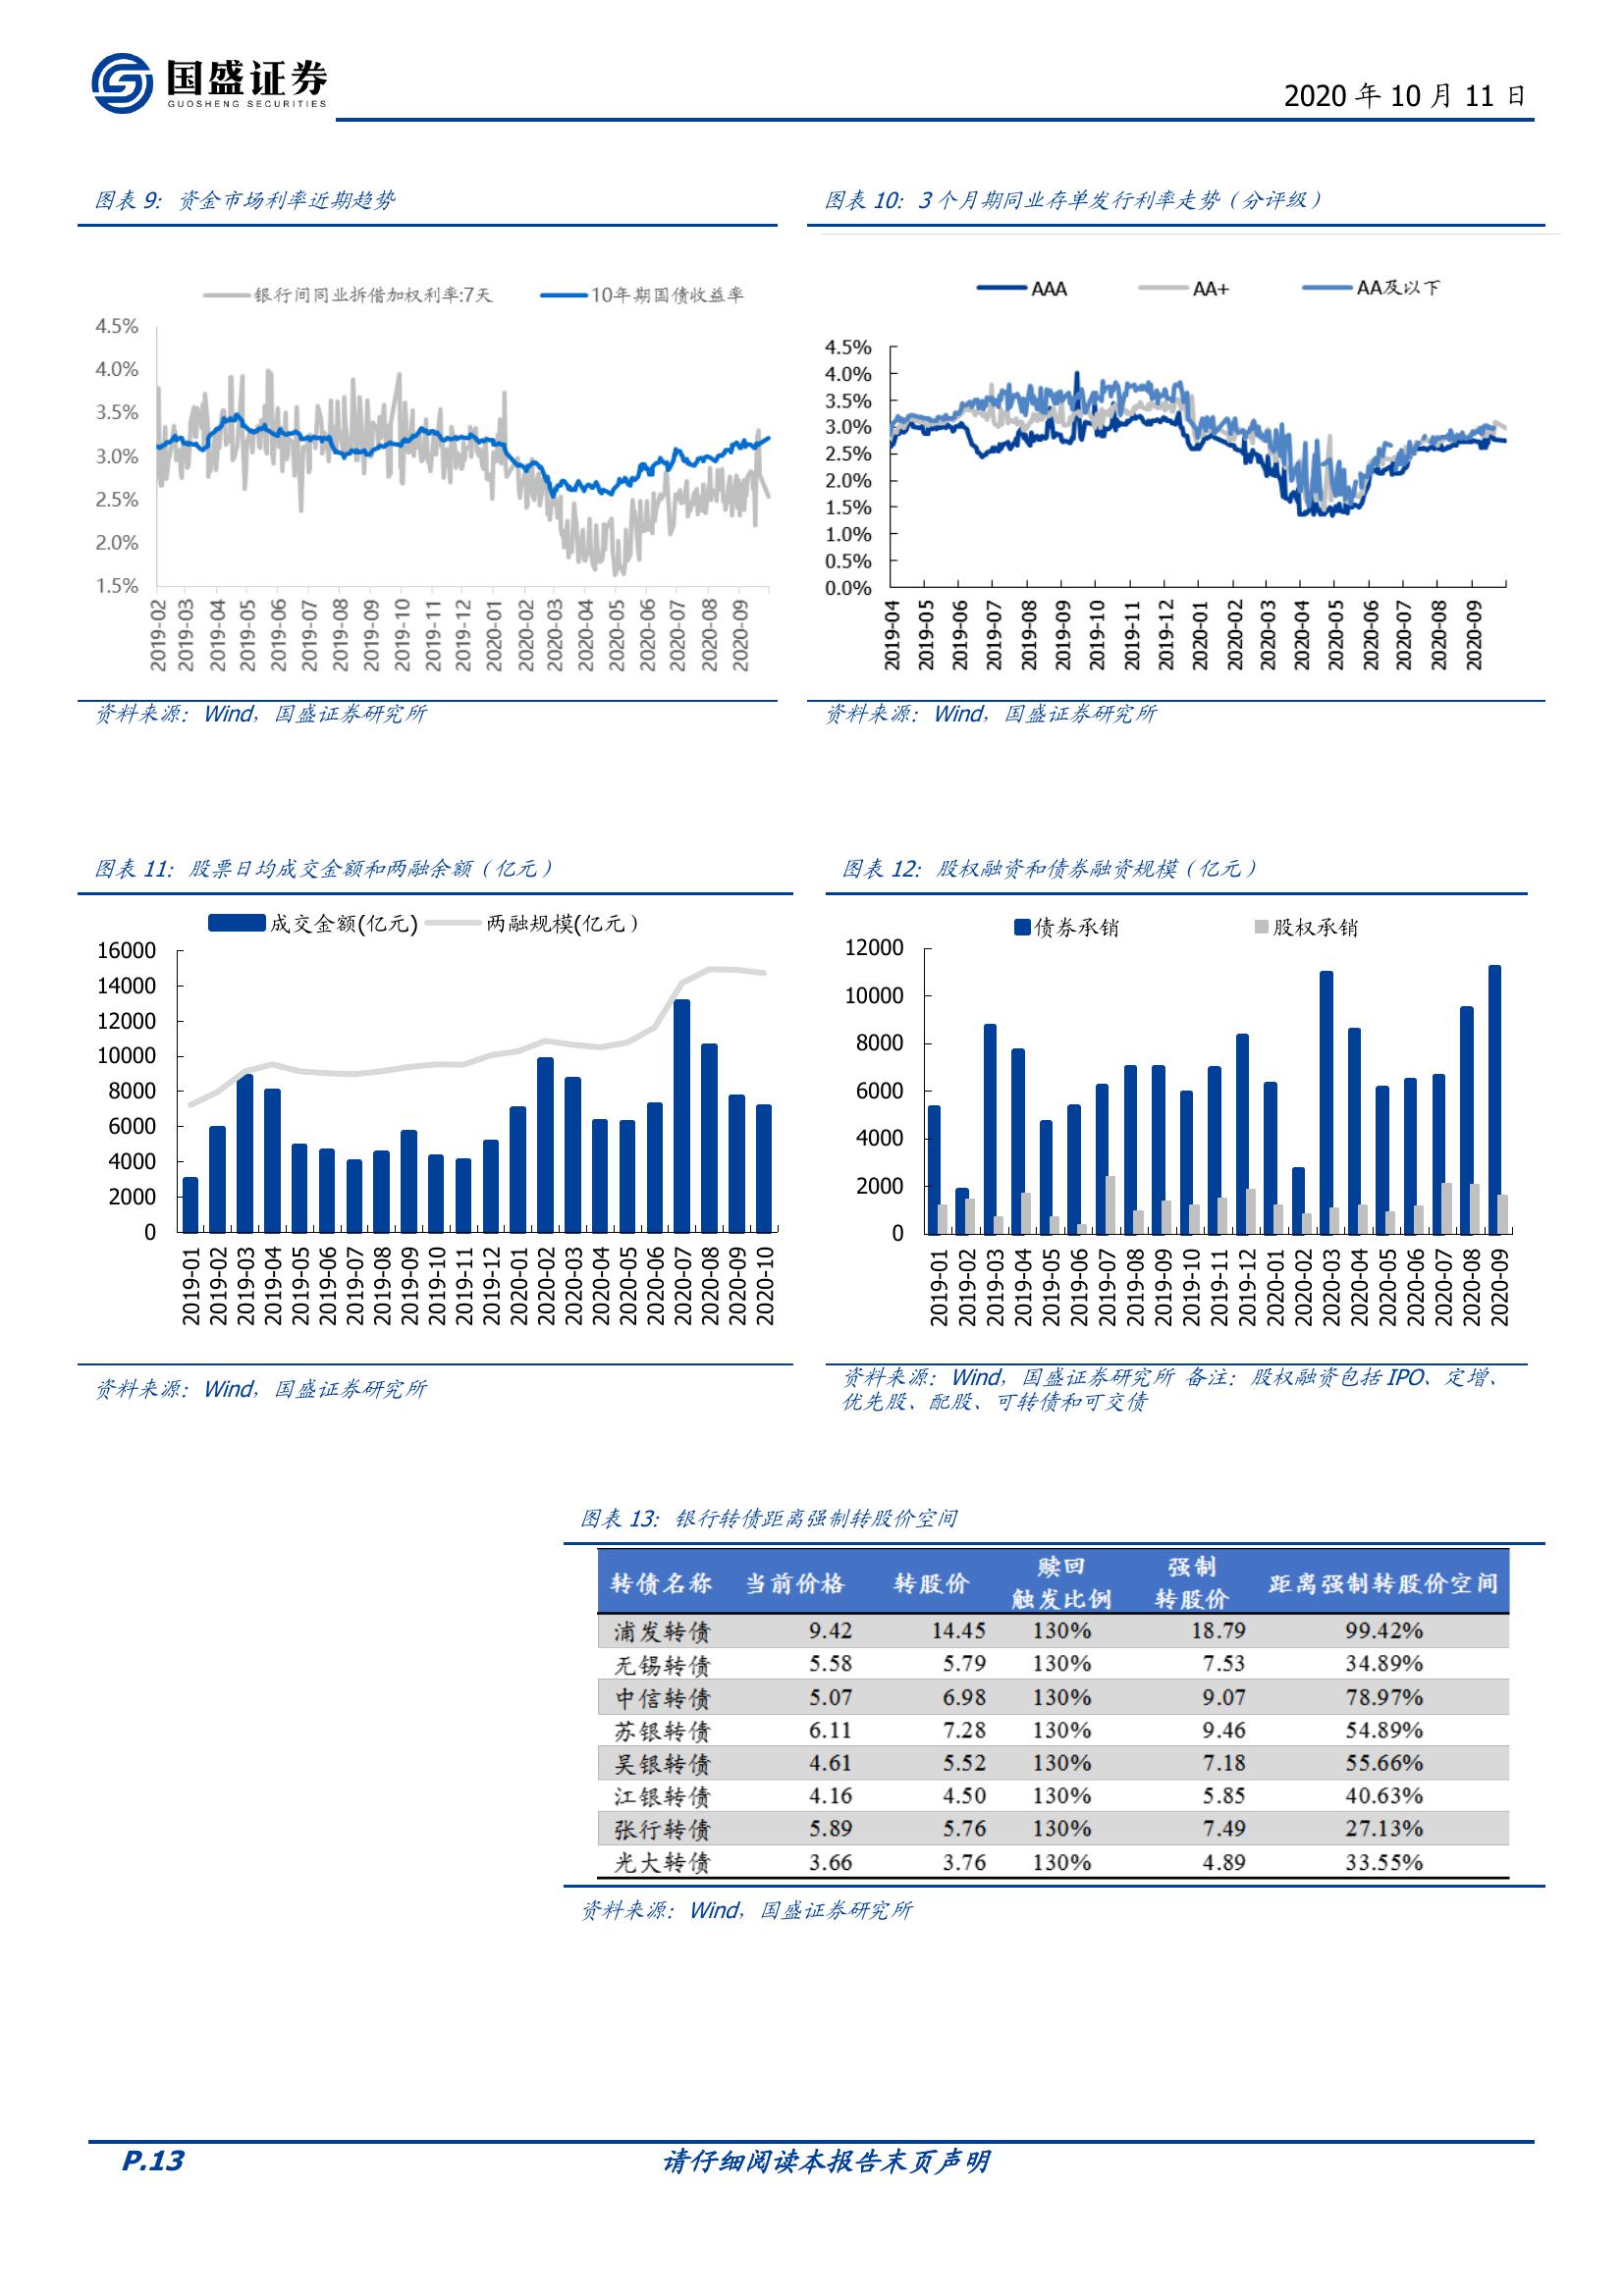 国盛证券
GUOSHENG SECURITIES
2020 年 10 月 11 日
图表 9：资金市场利率近期趋势
银行间同业拆借加权利率:7天 10年期国债收益率
4.5%
4.0%
3.5%
3.0%
2.5%
2.0%
1.5%
2019-02 2019-03 2019-04 2019-05 2019-06 2019-07 2019-08 2019-09 2019-10 2019-11 2019-12 2020-01 2020-02 2020-03 2020-04 2020-05 2020-06 2020-07 2020-08 2020-09
资料来源：Wind，国盛证券研究所
图表 10：3 个月期同业存单发行利率走势（分评级）
AAA AA+ AA及以下
4.5%
4.0%
3.5%
3.0%
2.5%
2.0%
1.5%
1.0%
0.5%
0.0%
2019-04 2019-05 2019-06 2019-07 2019-08 2019-09 2019-10 2019-11 2019-12 2020-01 2020-02 2020-03 2020-04 2020-05 2020-06 2020-07 2020-08 2020-09
资料来源：Wind，国盛证券研究所
图表 11：股票日均成交金额和两融余额（亿元）
成交金额(亿元) 两融规模(亿元）
16000
14000
12000
10000
8000
6000
4000
2000
0
2019-01 2019-02 2019-03 2019-04 2019-05 2019-06 2019-07 2019-08 2019-09 2019-10 2019-11 2019-12 2020-01 2020-02 2020-03 2020-04 2020-05 2020-06 2020-07 2020-08 2020-09 2020-10
资料来源：Wind，国盛证券研究所
图表 12：股权融资和债券融资规模（亿元）
债券承销 股权承销
12000
10000
8000
6000
4000
2000
0
2019-01 2019-02 2019-03 2019-04 2019-05 2019-06 2019-07 2019-08 2019-09 2019-10 2019-11 2019-12 2020-01 2020-02 2020-03 2020-04 2020-05 2020-06 2020-07 2020-08 2020-09
资料来源：Wind，国盛证券研究所 备注：股权融资包括 IPO、定增、
优先股、配股、可转债和可交债
图表 13：银行转债距离强制转股价空间
转债名称 当前价格 转股价 赎回触发比例 强制转股价 距离强制转股价空间
浦发转债 9.42 14.45 130% 18.79 99.42%
无锡转债 5.58 5.79 130% 7.53 34.89%
中信转债 5.07 6.98 130% 9.07 78.97%
苏银转债 6.11 7.28 130% 9.46 54.89%
吴银转债 4.61 5.52 130% 7.18 55.66%
江银转债 4.16 4.50 130% 5.85 40.63%
张行转债 5.89 5.76 130% 7.49 27.13%
光大转债 3.66 3.76 130% 4.89 33.55%
资料来源：Wind，国盛证券研究所
P.13 请仔细阅读本报告末页声明